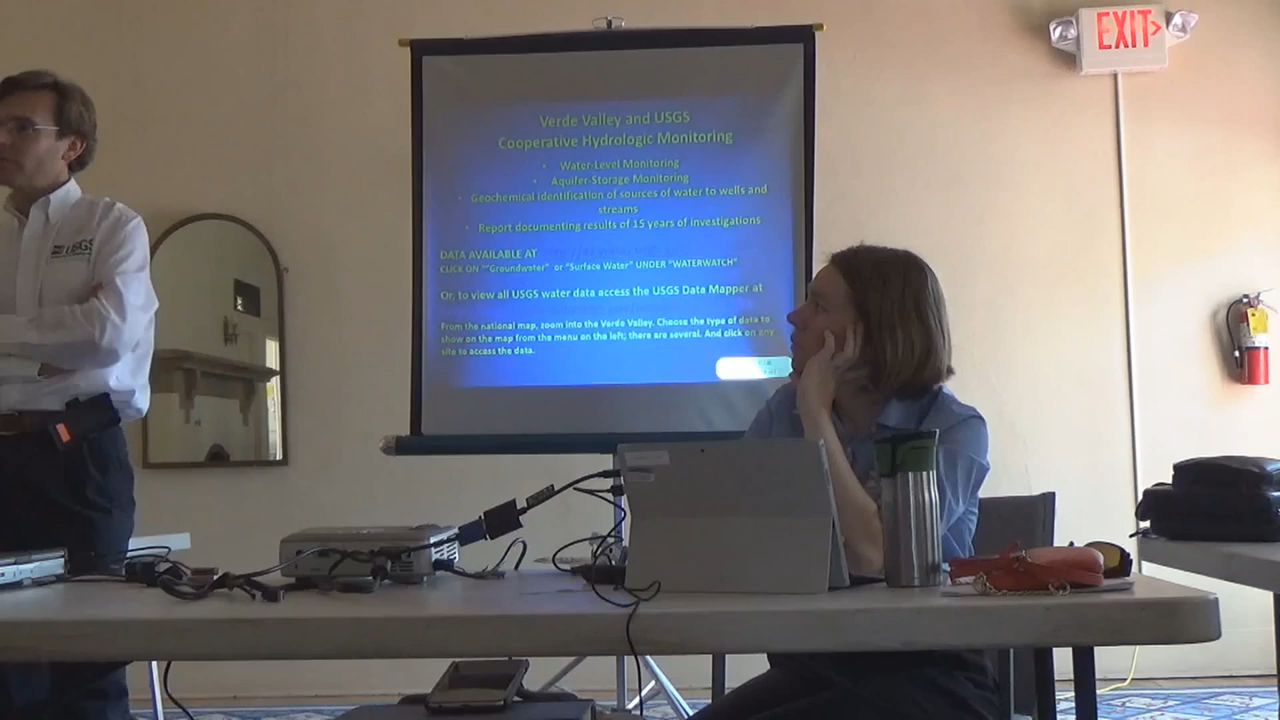 EXIT
Verde Valley and USGS
Cooperative Hydrologic Monitoring
• Water-Level Monitoring
• Aquifer-Storage Monitoring
• Geochemical identification of sources of water to wells and
streams
• Report documenting results of 15 years of investigations
USGS
DATA AVAILABLE AT
CLICK ON ""Groundwater" or "Surface Water" UNDER "WATERWATCH"
Or, to view all USGS water data access the USGS Data Mapper at
From the national map, zoom into the Verde Valley. Choose the type of data to
show on the map from the menu on the left; there are several. And click on any
site to access the data.